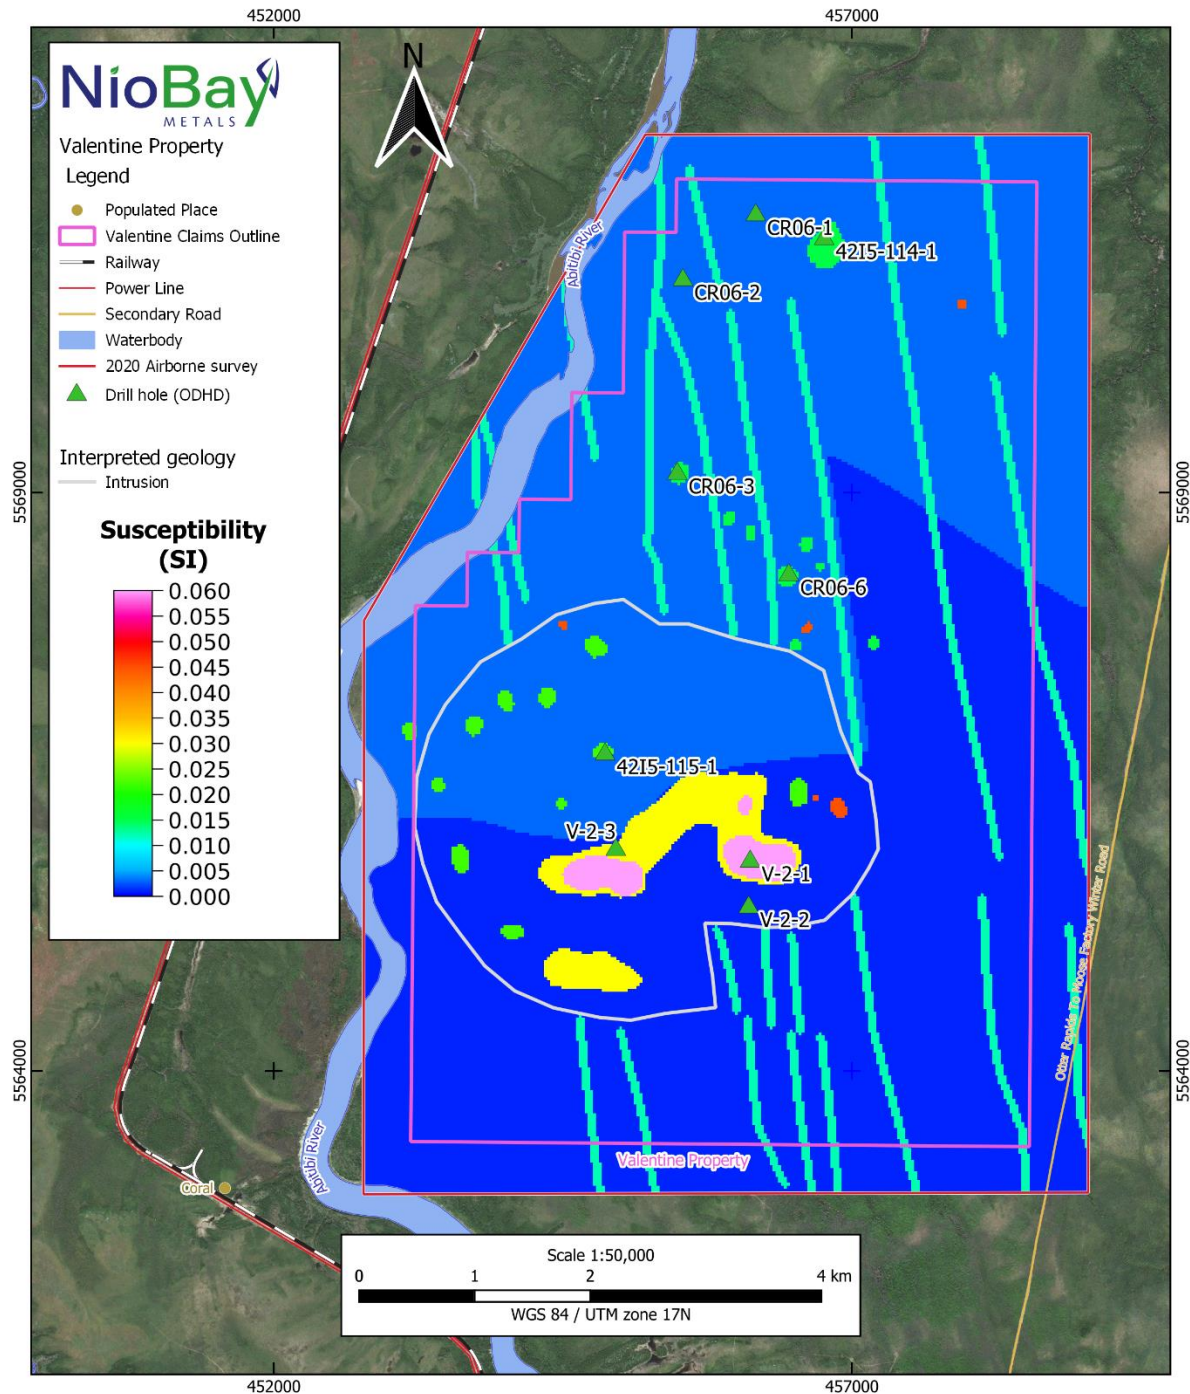 452000
457000
NioBay
METALS
Valentine Property
Legend
Populated Place
Valentine Claims Outline
Railway
Power Line
Secondary Road
Waterbody
2020 Airborne survey
Drill hole (ODHD)
Interpreted geology
Intrusion
Susceptibility
(SI)
0.060
0.055
0.050
0.045
0.040
0.035
0.030
0.025
0.020
0.015
0.010
0.005
0.000
N
Abitibi River
CR06-1
42I5-114-1
CR06-2
5569000
CR06-3
5569000
CR06-6
42I5-115-1
V-2-3
V-2-1
V-2-2
Otter Rapids To Moose Factory Winter Road
5564000
5564000
Abitibi River
Valentine Property
Coral
Scale 1:50,000
0 1 2 4 km
WGS 84 / UTM zone 17N
452000
457000